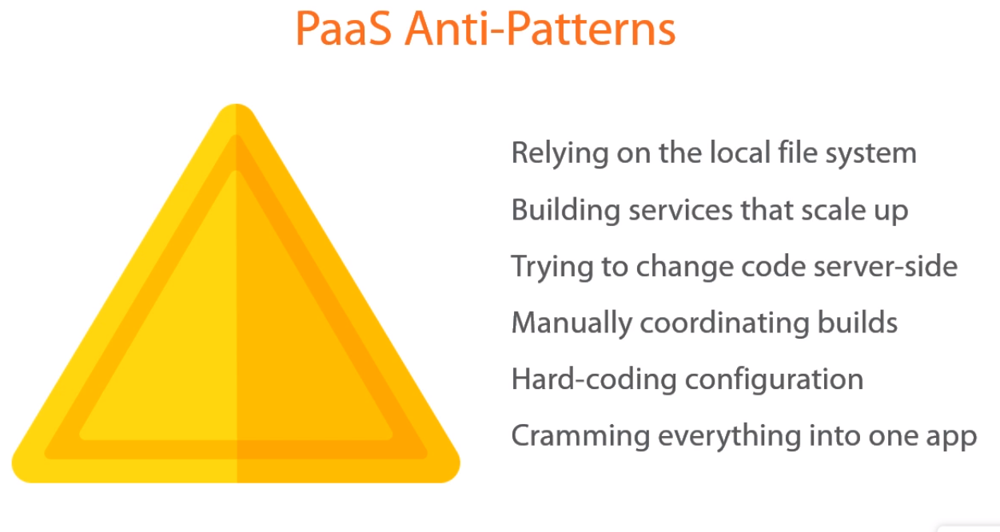 PaaS Anti-Patterns
Relying on the local file system
Building services that scale up
Trying to change code server-side
Manually coordinating builds
Hard-coding configuration
Cramming everything into one app